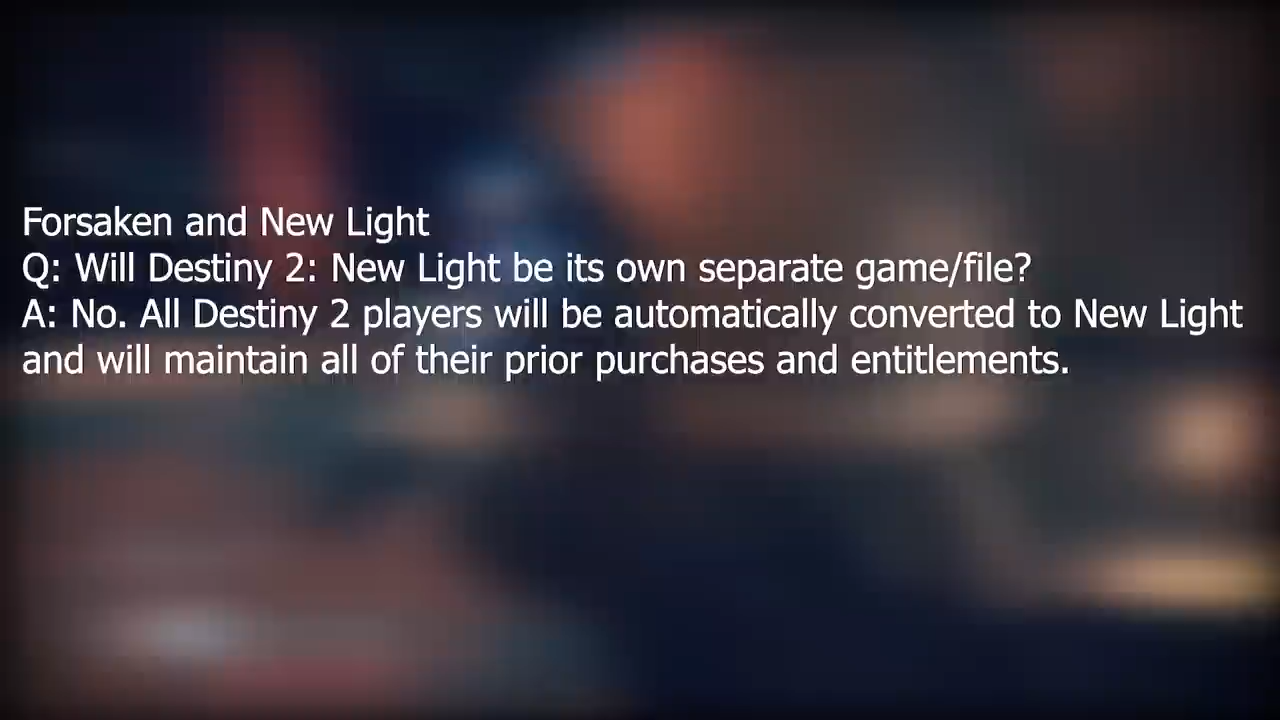 Forsaken and New Light
Q: Will Destiny 2: New Light be its own separate game/file?
A: No. All Destiny 2 players will be automatically converted to New Light
and will maintain all of their prior purchases and entitlements.